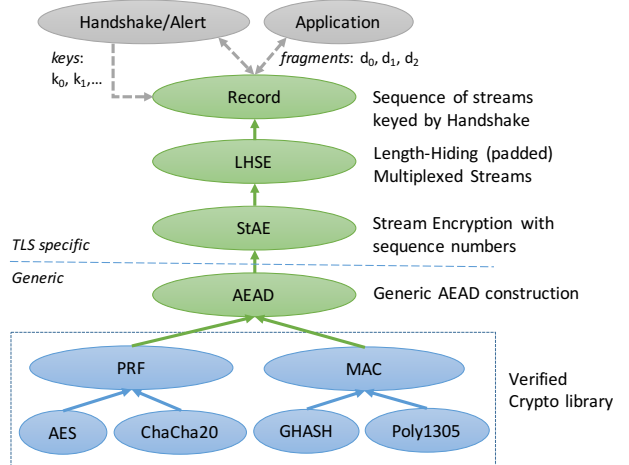 Handshake/Alert
Application
keys:
k₀, k₁,...
fragments: d₀, d₁, d₂
Record
Sequence of streams
keyed by Handshake
LHSE
Length-Hiding (padded)
Multiplexed Streams
StAE
Stream Encryption with
sequence numbers
TLS specific
Generic
AEAD
Generic AEAD construction
PRF
MAC
Verified
Crypto library
AES
ChaCha20
GHASH
Poly1305